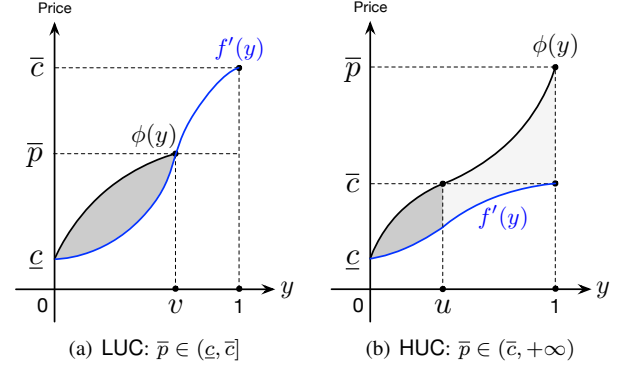 Price
c̅
p̅
c̲
0
f′(y)
ϕ(y)
v
1
y
(a) LUC: p̅ ∈ (c̲, c̅]
Price
p̅
c̅
c̲
0
ϕ(y)
f′(y)
u
1
y
(b) HUC: p̅ ∈ (c̅, +∞)